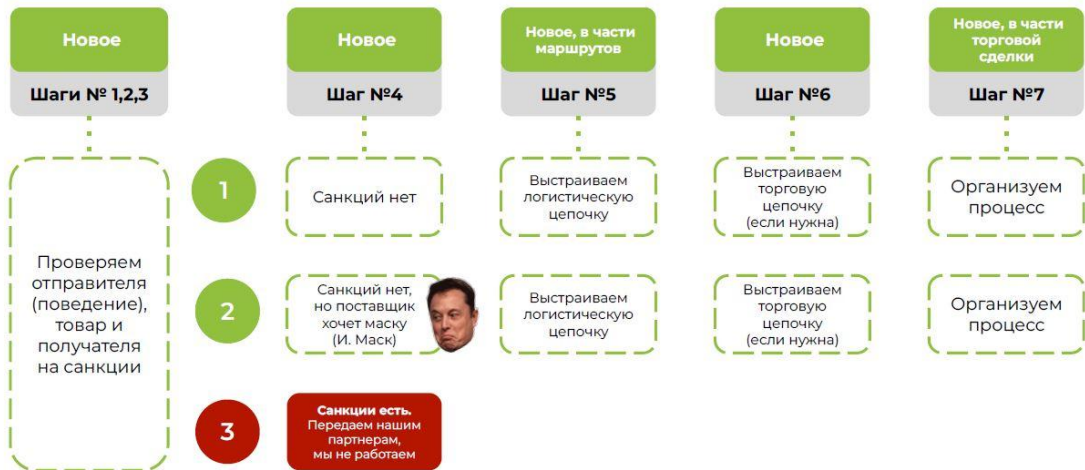 Новое
Шаги № 1,2,3
Новое
Шаг №4
Новое, в части
маршрутов
Шаг №5
Новое
Шаг №6
Новое, в части
торговой
сделки
Шаг №7
Проверяем
отправителя
(поведение),
товар и
получателя
на санкции
1
Санкций нет
Выстраиваем
логистическую
цепочку
Выстраиваем
торговую
цепочку
(если нужна)
Организуем
процесс
2
Санкций нет,
но поставщик
хочет маску
(И. Маск)
Выстраиваем
логистическую
цепочку
Выстраиваем
торговую
цепочку
(если нужна)
Организуем
процесс
3
Санкции есть.
Передаем нашим
партнерам,
мы не работаем